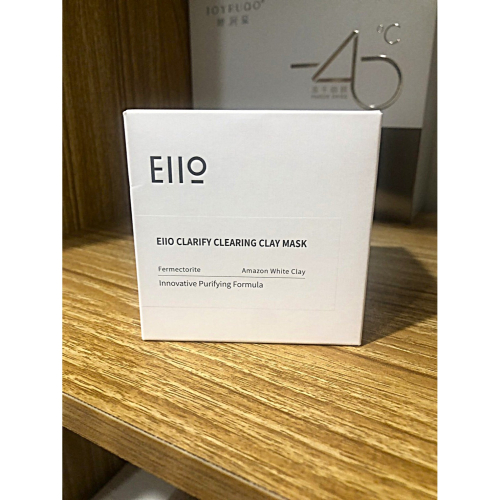 JOYRUQO
-45°C
EIIO
EIIO CLARIFY CLEARING CLAY MASK
Fermectorite Amazon White Clay
Innovative Purifying Formula